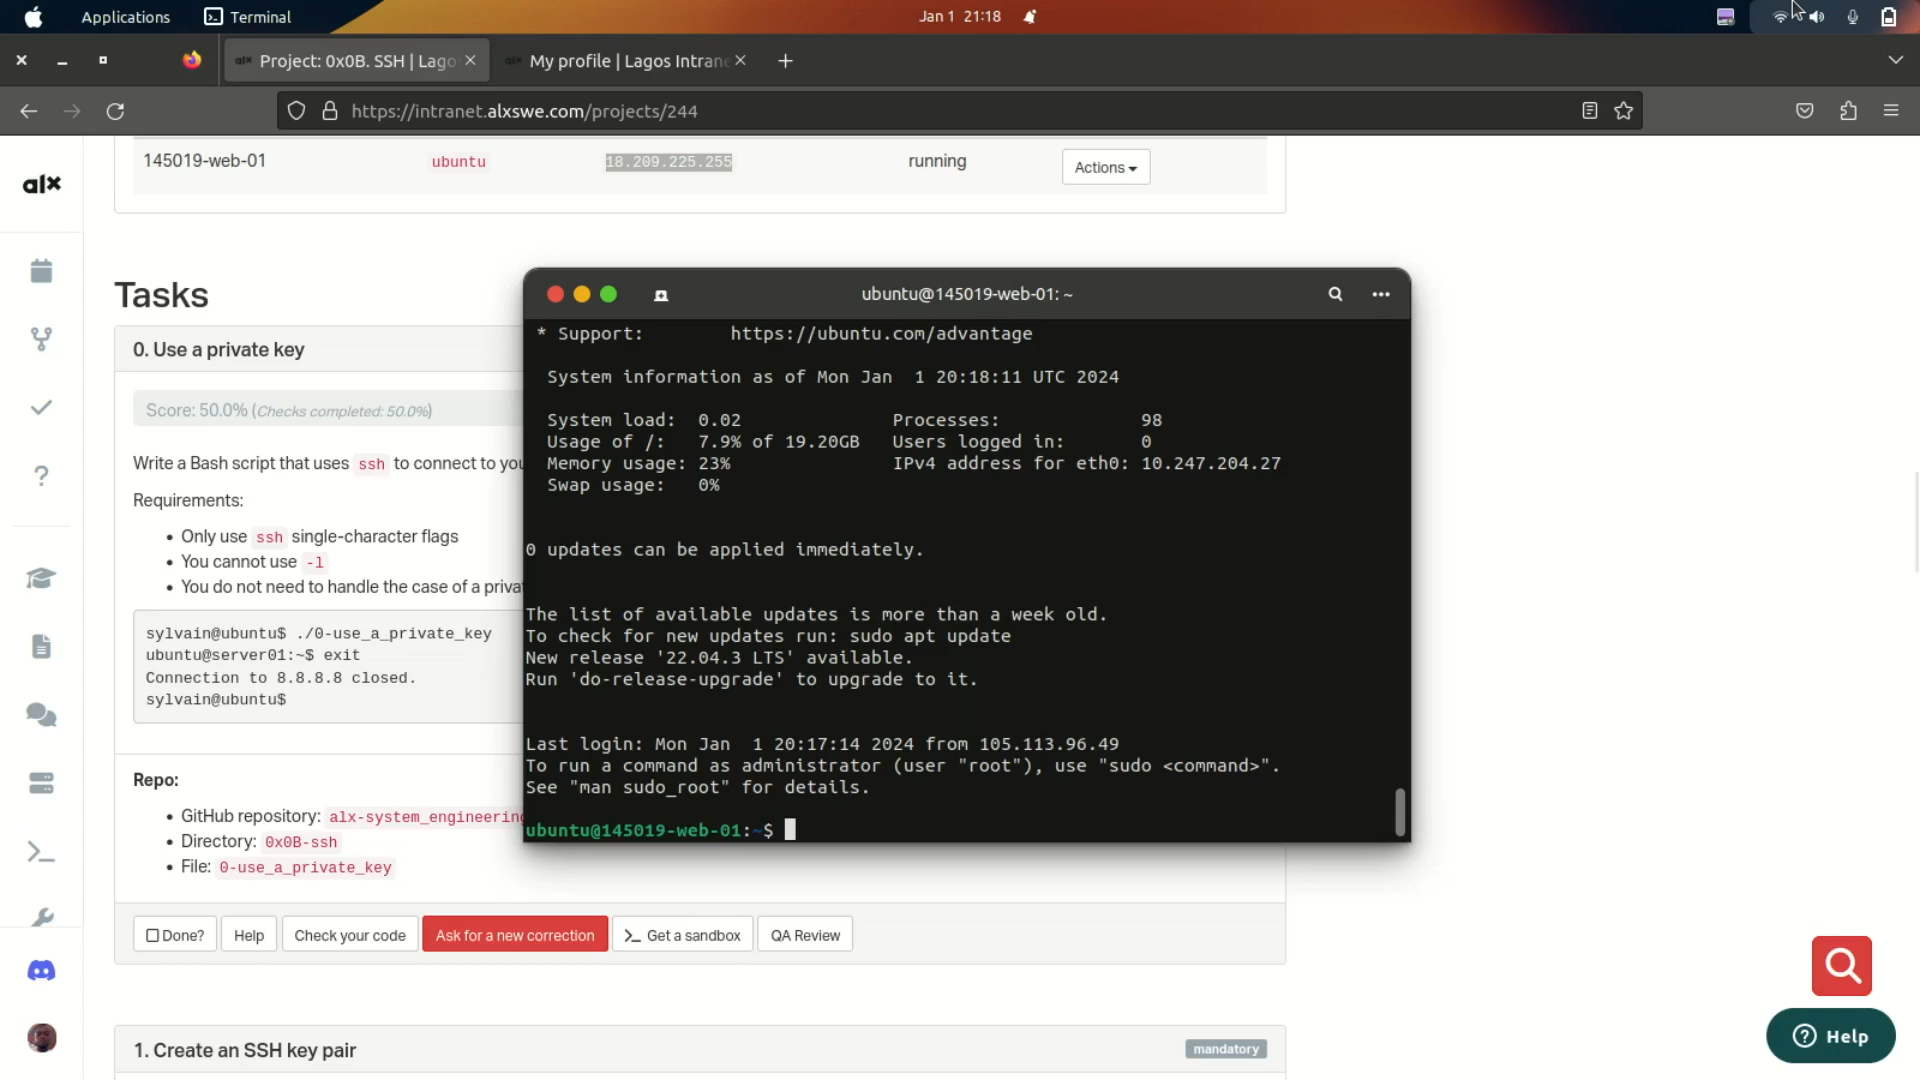 Applications
Terminal
Jan 1 21:18
Project: 0x0B. SSH | Lago
My profile | Lagos Intrane
https://intranet.alxswe.com/projects/244
alx
145019-web-01 ubuntu 18.209.225.255 running Actions
Tasks
0. Use a private key
Score: 50.0% (Checks completed: 50.0%)
Write a Bash script that uses ssh to connect to you
Requirements:
• Only use ssh single-character flags
• You cannot use -l
• You do not need to handle the case of a priva
sylvain@ubuntu$ ./0-use_a_private_key
ubuntu@server01:~$ exit
Connection to 8.8.8.8 closed.
sylvain@ubuntu$
Repo:
• GitHub repository: alx-system_engineering
• Directory: 0x0B-ssh
• File: 0-use_a_private_key
Done?
Help
Check your code
Ask for a new correction
Get a sandbox
QA Review
1. Create an SSH key pair
mandatory
ubuntu@145019-web-01: ~
* Support: https://ubuntu.com/advantage
System information as of Mon Jan 1 20:18:11 UTC 2024
System load: 0.02 Processes: 98
Usage of /: 7.9% of 19.20GB Users logged in: 0
Memory usage: 23% IPv4 address for eth0: 10.247.204.27
Swap usage: 0%
0 updates can be applied immediately.
The list of available updates is more than a week old.
To check for new updates run: sudo apt update
New release '22.04.3 LTS' available.
Run 'do-release-upgrade' to upgrade to it.
Last login: Mon Jan 1 20:17:14 2024 from 105.113.96.49
To run a command as administrator (user "root"), use "sudo <command>".
See "man sudo_root" for details.
ubuntu@145019-web-01:~$
Help